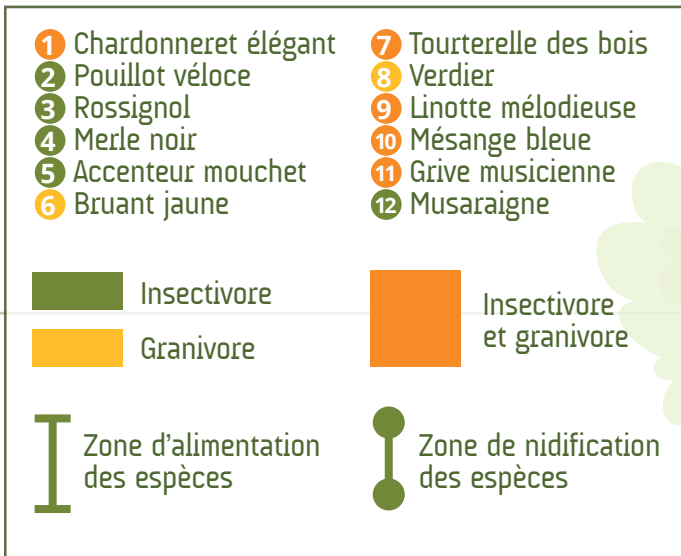 1 Chardonneret élégant
2 Pouillot véloce
3 Rossignol
4 Merle noir
5 Accenteur mouchet
6 Bruant jaune
7 Tourterelle des bois
8 Verdier
9 Linotte mélodieuse
10 Mésange bleue
11 Grive musicienne
12 Musaraigne
Insectivore
Granivore
Insectivore
et granivore
Zone d'alimentation
des espèces
Zone de nidification
des espèces